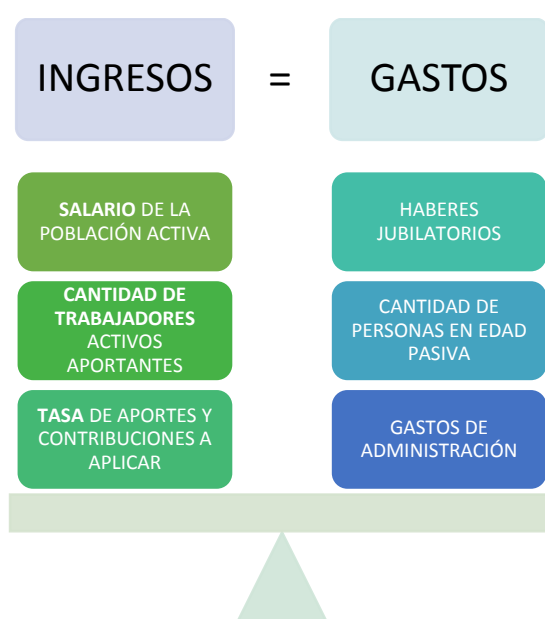 INGRESOS
=
GASTOS
SALARIO DE LA
POBLACIÓN ACTIVA
HABERES
JUBILATORIOS
CANTIDAD DE
TRABAJADORES
ACTIVOS
APORTANTES
CANTIDAD DE
PERSONAS EN EDAD
PASIVA
TASA DE APORTES Y
CONTRIBUCIONES A
APLICAR
GASTOS DE
ADMINISTRACIÓN